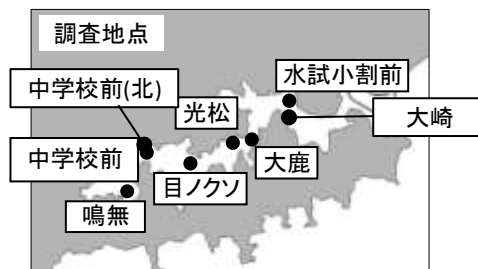 調査地点
水試小割前
中学校前(北)
光松
大崎
中学校前
大鹿
目ノクソ
鳴無